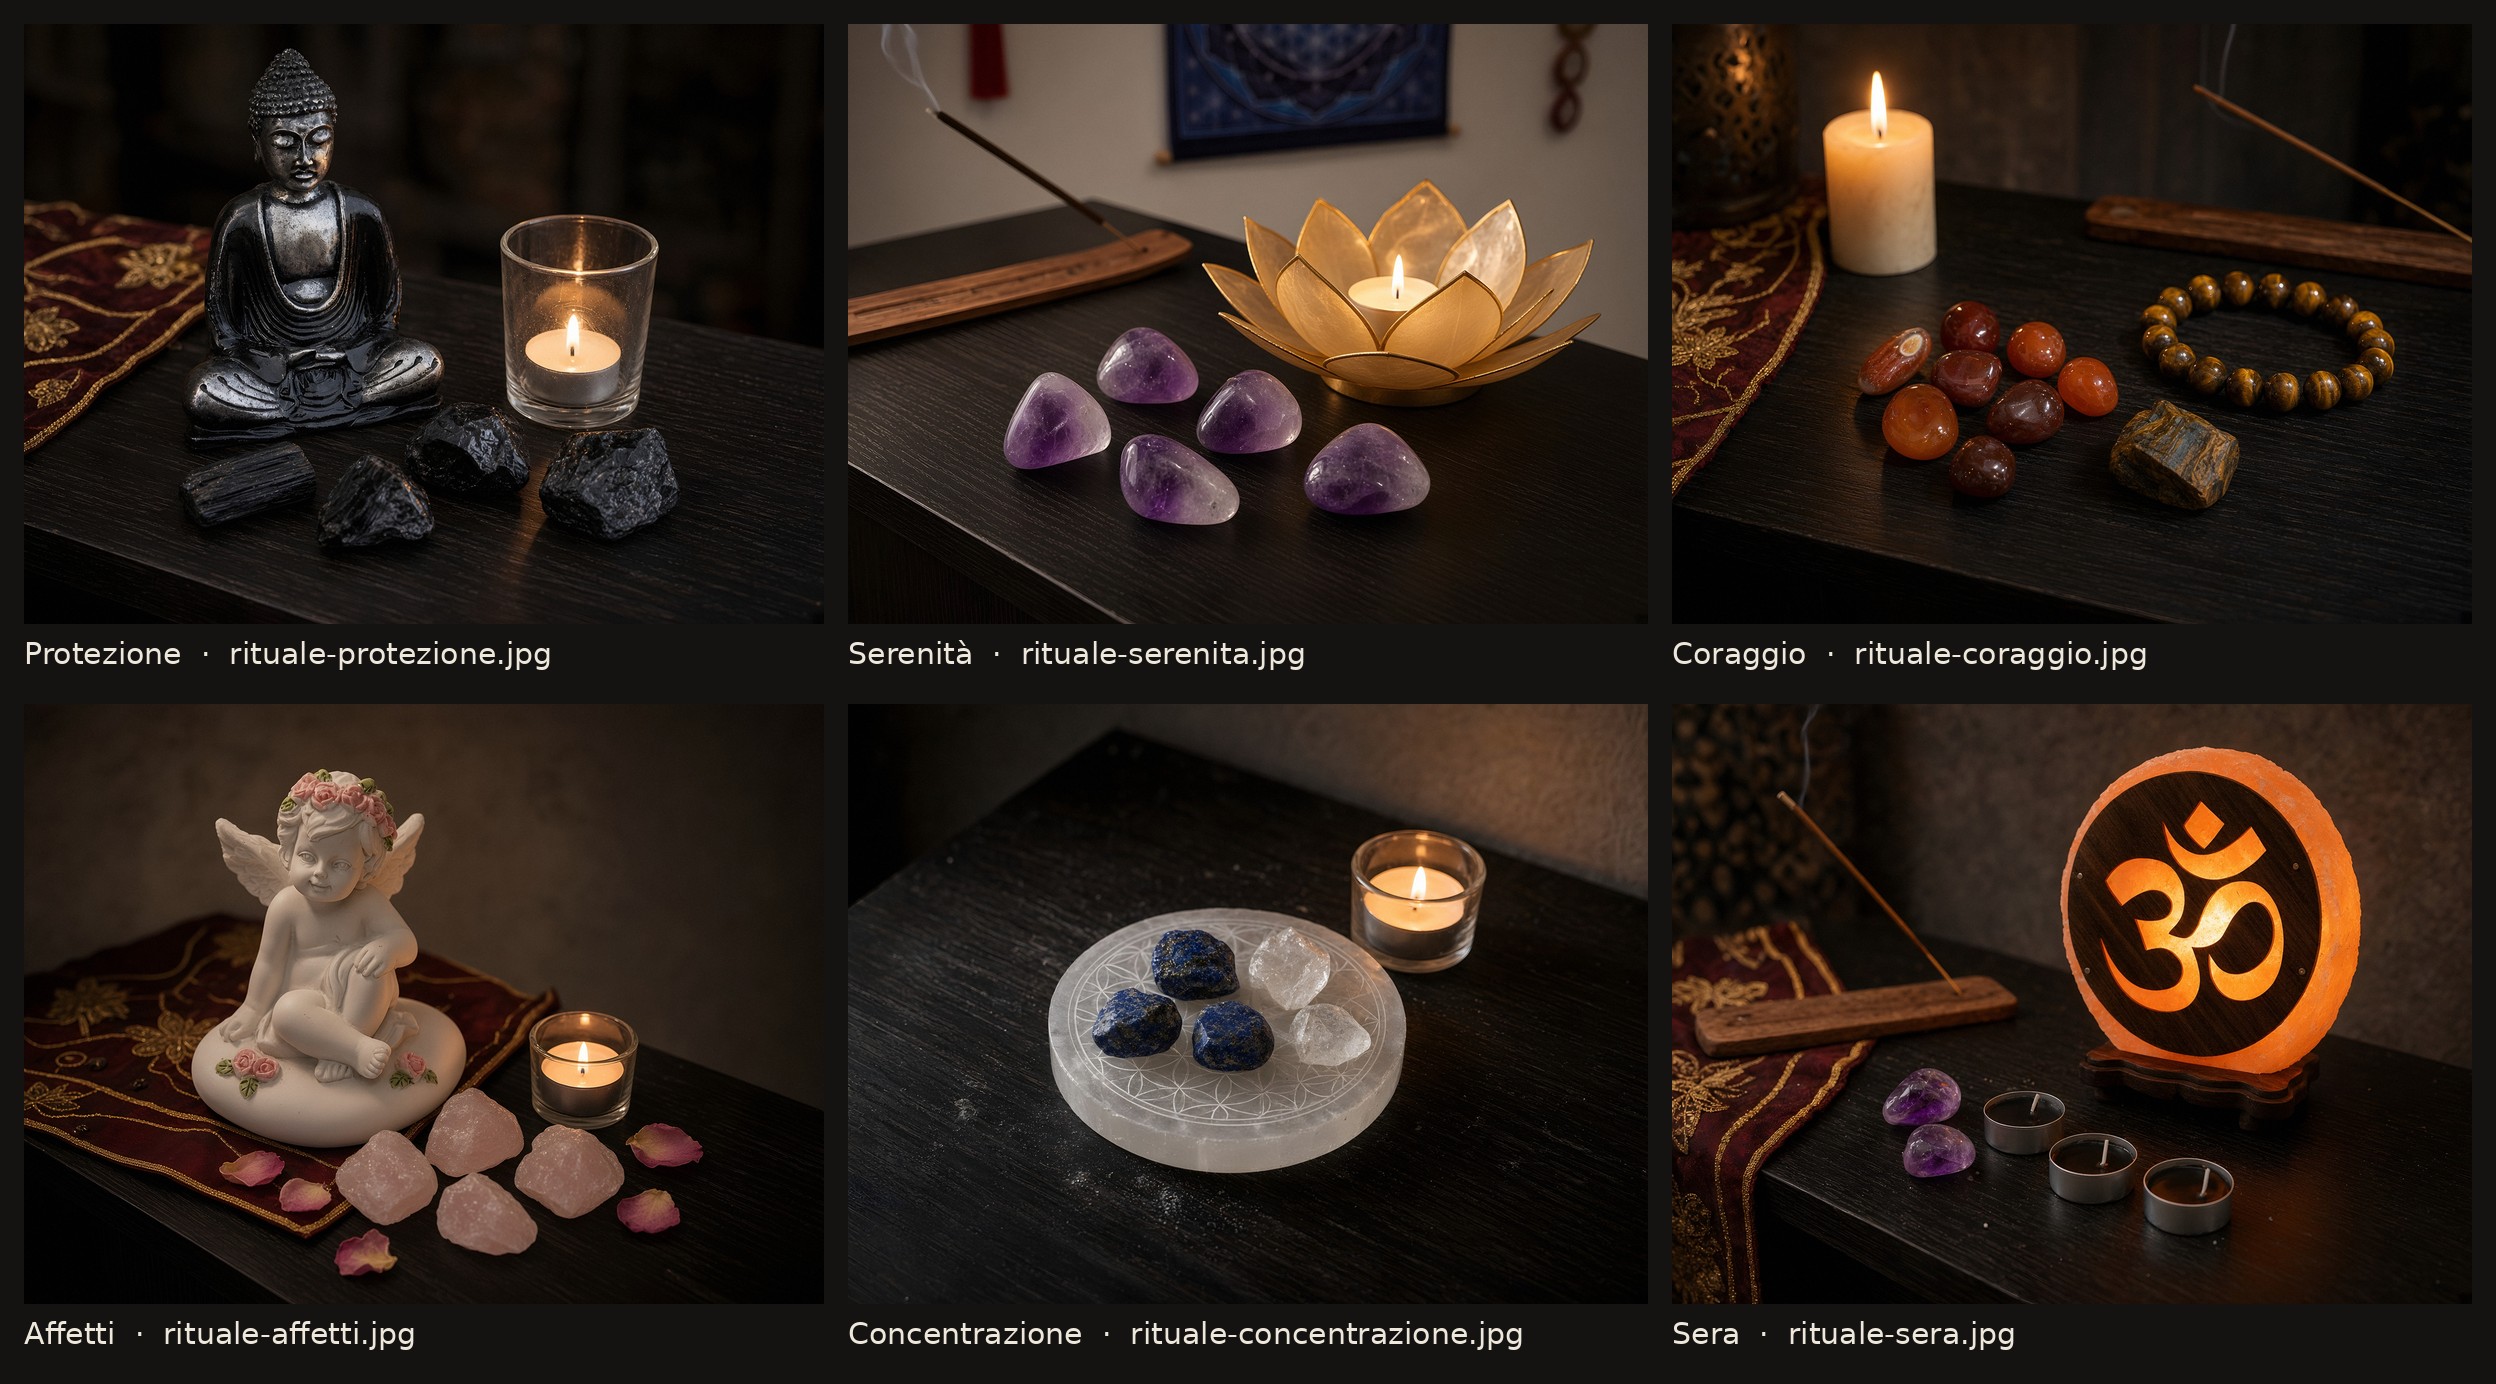 Protezione · rituale-protezione.jpg
Serenità · rituale-serenita.jpg
Coraggio · rituale-coraggio.jpg
Affetti · rituale-affetti.jpg
Concentrazione · rituale-concentrazione.jpg
Sera · rituale-sera.jpg
ॐ